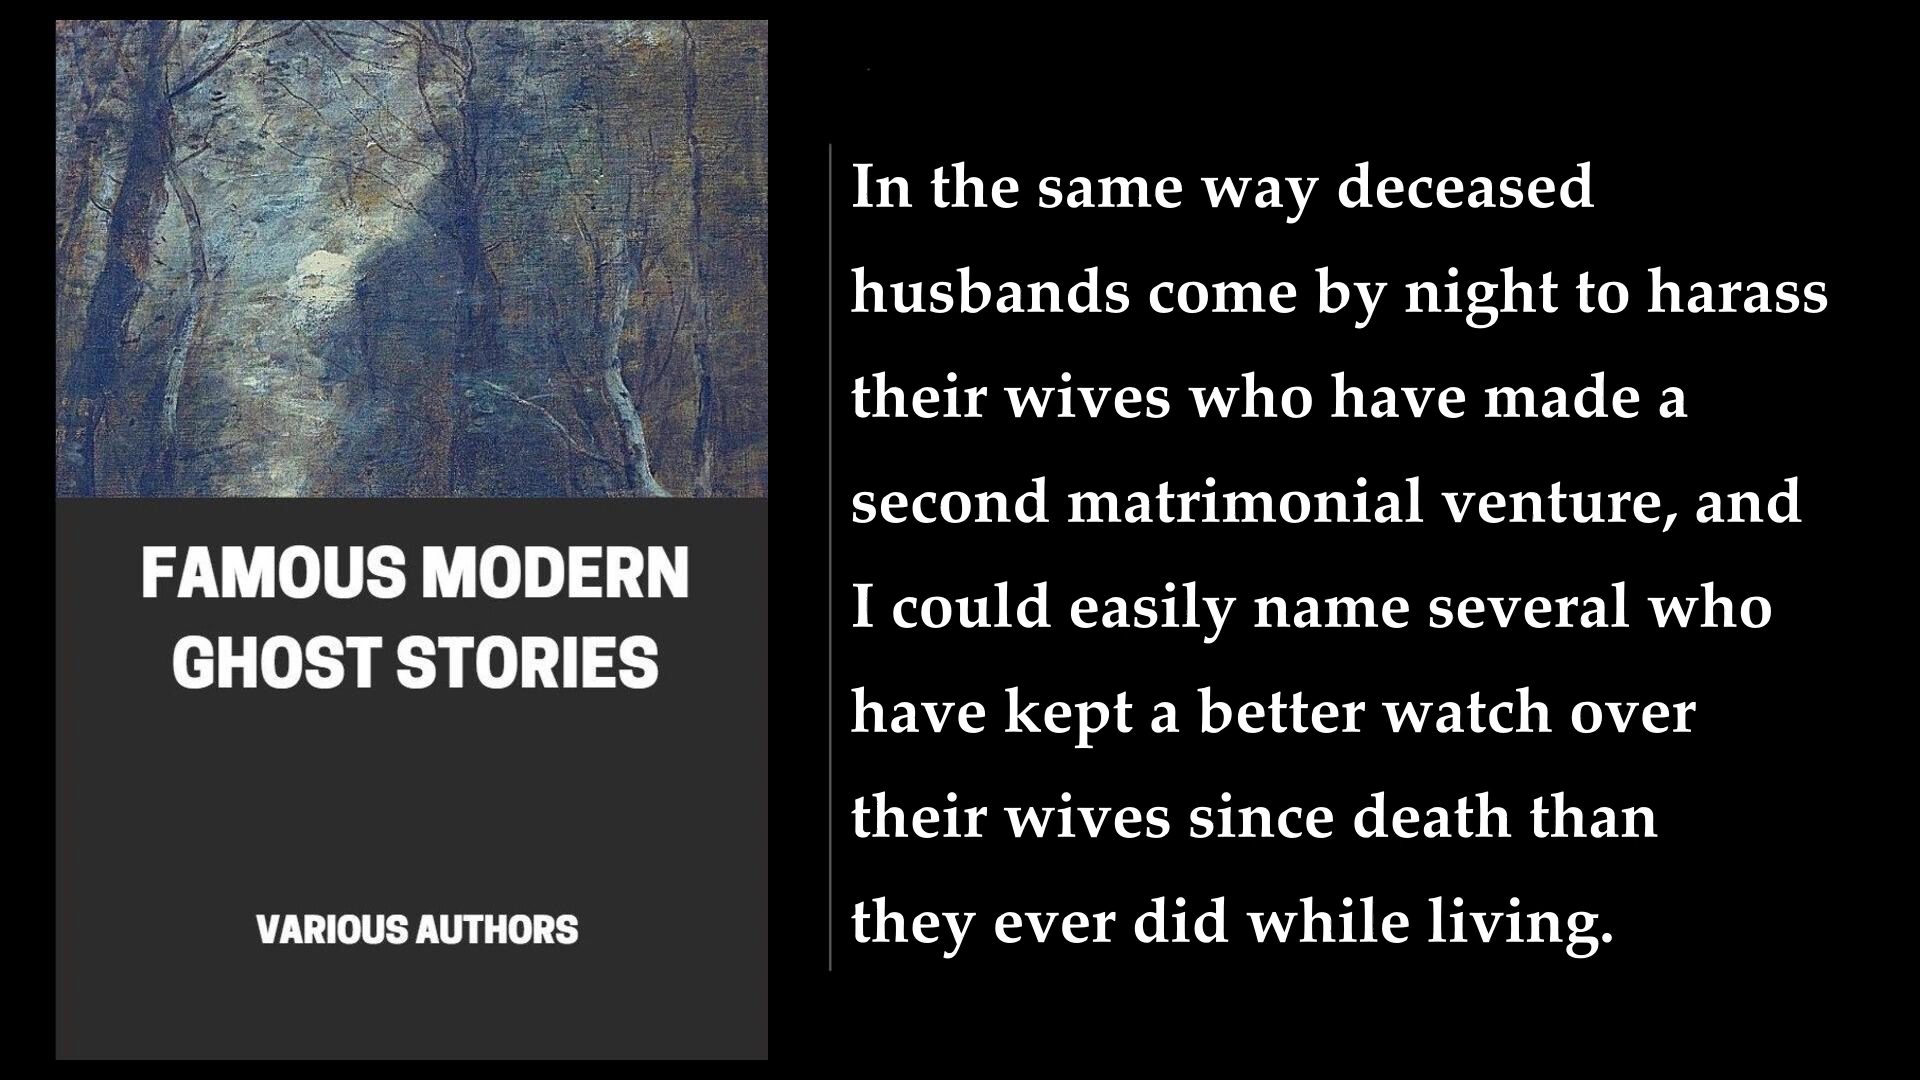 FAMOUS MODERN
GHOST STORIES
VARIOUS AUTHORS
In the same way deceased
husbands come by night to harass
their wives who have made a
second matrimonial venture, and
I could easily name several who
have kept a better watch over
their wives since death than
they ever did while living.